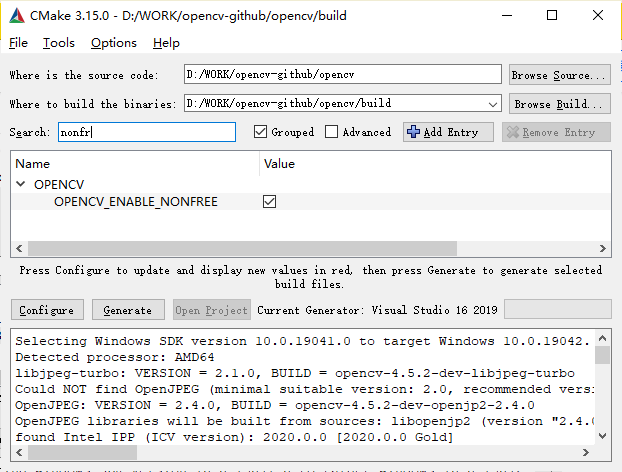 CMake 3.15.0 - D:/WORK/opencv-github/opencv/build
File Tools Options Help
Where is the source code: D:/WORK/opencv-github/opencv Browse Source...
Where to build the binaries: D:/WORK/opencv-github/opencv/build Browse Build...
Search: nonfr Grouped Advanced Add Entry Remove Entry
Name Value
OPENCV
OPENCV_ENABLE_NONFREE
Press Configure to update and display new values in red, then press Generate to generate selected
build files.
Configure Generate Open Project Current Generator: Visual Studio 16 2019
Selecting Windows SDK version 10.0.19041.0 to target Windows 10.0.19042.
Detected processor: AMD64
libjpeg-turbo: VERSION = 2.1.0, BUILD = opencv-4.5.2-dev-libjpeg-turbo
Could NOT find OpenJPEG (minimal suitable version: 2.0, recommended versi
OpenJPEG: VERSION = 2.4.0, BUILD = opencv-4.5.2-dev-openjp2-2.4.0
OpenJPEG libraries will be built from sources: libopenjp2 (version "2.4.0
found Intel IPP (ICV version): 2020.0.0 [2020.0.0 Gold]